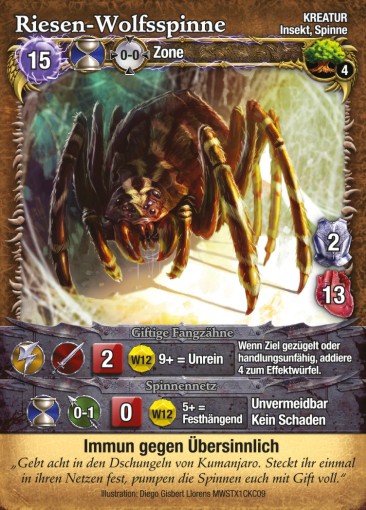 Riesen-Wolfsspinne
KREATUR
Insekt, Spinne
15
0-0
Zone
4
2
13
Giftige Fangzähne
2
W12
9+ = Unrein
Wenn Ziel gezügelt oder
handlungsunfähig, addiere
4 zum Effektwürfel.
Spinnennetz
0-1
0
W12
5+ =
Festhängend
Unvermeidbar
Kein Schaden
Immun gegen Übersinnlich
„Gebt acht in den Dschungeln von Kumanjaro. Steckt ihr einmal
in ihren Netzen fest, pumpen die Spinnen euch mit Gift voll.“
Illustration: Diego Gisbert Llorens MWSTX1CKC09